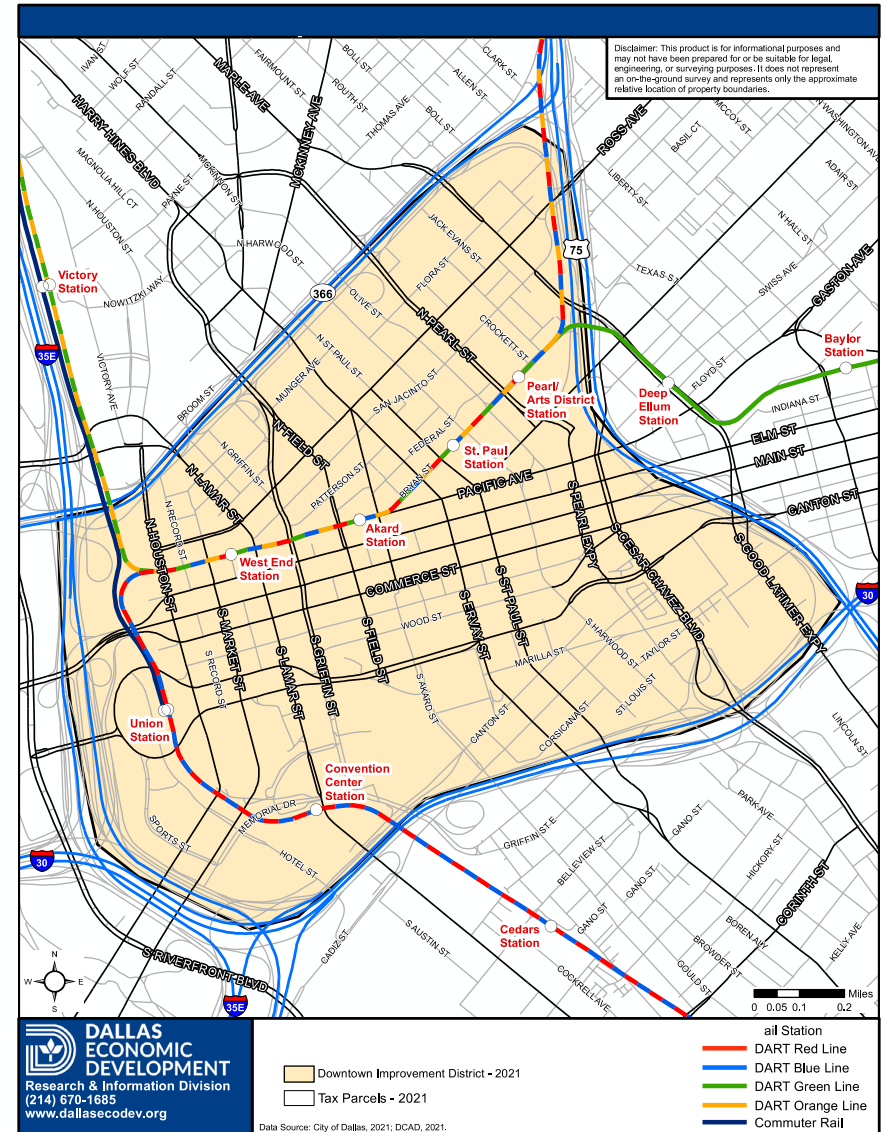 Disclaimer: This product is for informational purposes and
may not have been prepared for or be suitable for legal,
engineering, or surveying purposes. It does not represent
an on-the-ground survey and represents only the approximate
relative location of property boundaries.
IVAN ST
WOLF ST
RANDALL ST
MAPLE AVE
FAIRMOUNT ST
BOLL ST
ROUTH ST
ALLEN ST
CLARK ST
THOMAS AVE
BOLL ST
HARRY HINES BLVD
MCKINNEY AVE
MAGNOLIA HILL CT
PAYNE ST
MCKINNON ST
N HOUSTON ST
N HARWOOD ST
ROSS AVE
BASIL CT
MCCOY ST
N WASHINGTON AVE
ADAIR ST
LIBERTY ST
N HALL ST
TEXAS ST
SWISS AVE
GASTON AVE
JACK EVANS ST
FLORA ST
75
366
Victory
Station
NOWITZKI WAY
OLIVE ST
N PEARL ST
CROCKETT ST
35E
VICTORY AVE
N ST PAUL ST
MUNGER AVE
SAN JACINTO ST
BROOM ST
Baylor
Station
FLOYD ST
Deep
Ellum
Station
INDIANA ST
Pearl/
Arts District
Station
ELM ST
MAIN ST
CANTON ST
N FIELD ST
FEDERAL ST
St. Paul
Station
N GRIFFIN ST
N LAMAR ST
PATTERSON ST
BRYAN ST
PACIFIC AVE
N RECORD ST
N HOUSTON ST
Akard
Station
West End
Station
S PEARL EXPY
S CESAR CHAVEZ BLVD
S GOOD LATIMER EXPY
COMMERCE ST
30
S MARKET ST
S LAMAR ST
S GRIFFIN ST
S FIELD ST
WOOD ST
S ERVAY ST
S ST PAUL ST
S HARWOOD ST
TAYLOR ST
MARILLA ST
ST LOUIS ST
S RECORD ST
S AKARD ST
CANTON ST
CORSICANA ST
Union
Station
LINCOLN ST
Convention
Center
Station
MEMORIAL DR
SPORTS ST
HOTEL ST
30
PARK AVE
GANO ST
HICKORY ST
GRIFFIN ST E
BELLEVIEW ST
GANO ST
GANO ST
CORINTH ST
Cedars
Station
S AUSTIN ST
CADIZ ST
BOREN ALY
BROWDER ST
GOULD ST
KELLY AVE
COCKRELL AVE
S RIVERFRONT BLVD
35E
N
W
E
S
Miles
0 0.05 0.1 0.2
DALLAS
ECONOMIC
DEVELOPMENT
Research & Information Division
(214) 670-1685
www.dallasecodev.org
Downtown Improvement District - 2021
Tax Parcels - 2021
Data Source: City of Dallas, 2021; DCAD, 2021.
ail Station
DART Red Line
DART Blue Line
DART Green Line
DART Orange Line
Commuter Rail